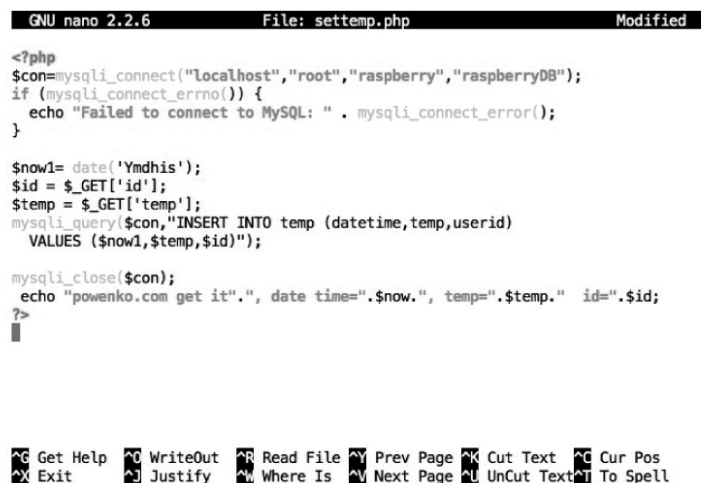 GNU nano 2.2.6 File: settemp.php Modified
<?php
$con=mysqli_connect("localhost","root","raspberry","raspberryDB");
if (mysqli_connect_errno()) {
echo "Failed to connect to MySQL: " . mysqli_connect_error();
}
$now1= date('Ymdhis');
$id = $_GET['id'];
$temp = $_GET['temp'];
mysqli_query($con,"INSERT INTO temp (datetime,temp,userid)
VALUES ($now1,$temp,$id)");
mysqli_close($con);
echo "powenko.com get it".", date time=".$now.", temp=".$temp."  id=".$id;
?>
^G Get Help ^O WriteOut ^R Read File ^Y Prev Page ^K Cut Text ^C Cur Pos
^X Exit ^J Justify ^W Where Is ^V Next Page ^U UnCut Text ^T To Spell